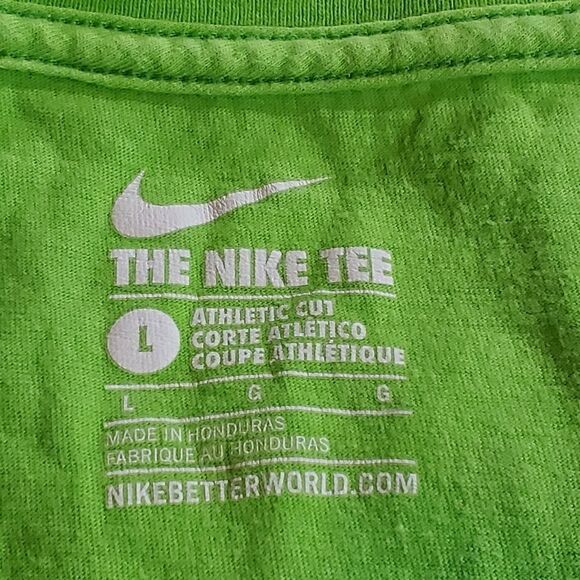 THE NIKE TEE
L
ATHLETIC CUT
CORTE ATLÉTICO
COUPE ATHLÉTIQUE
L G G
MADE IN HONDURAS
FABRIQUE AU HONDURAS
NIKEBETTERWORLD.COM